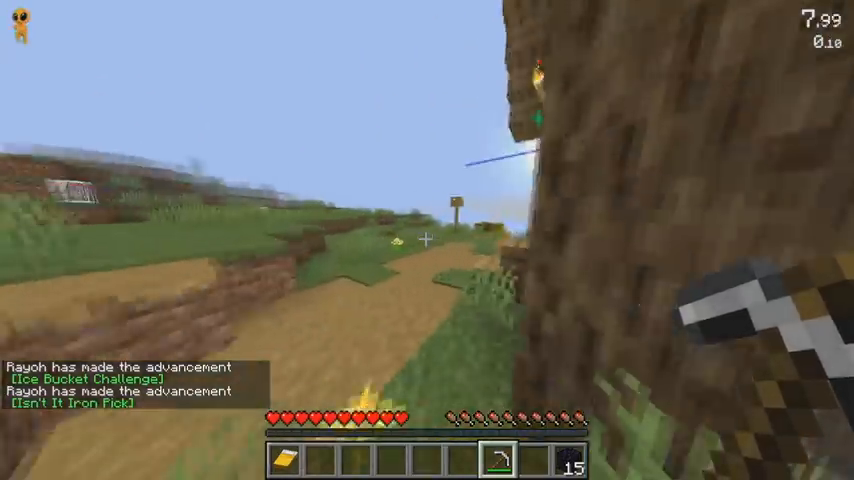 7.99
0.10
Rayoh has made the advancement
[Ice Bucket Challenge]
Rayoh has made the advancement
[Isn't It Iron Pick]
15